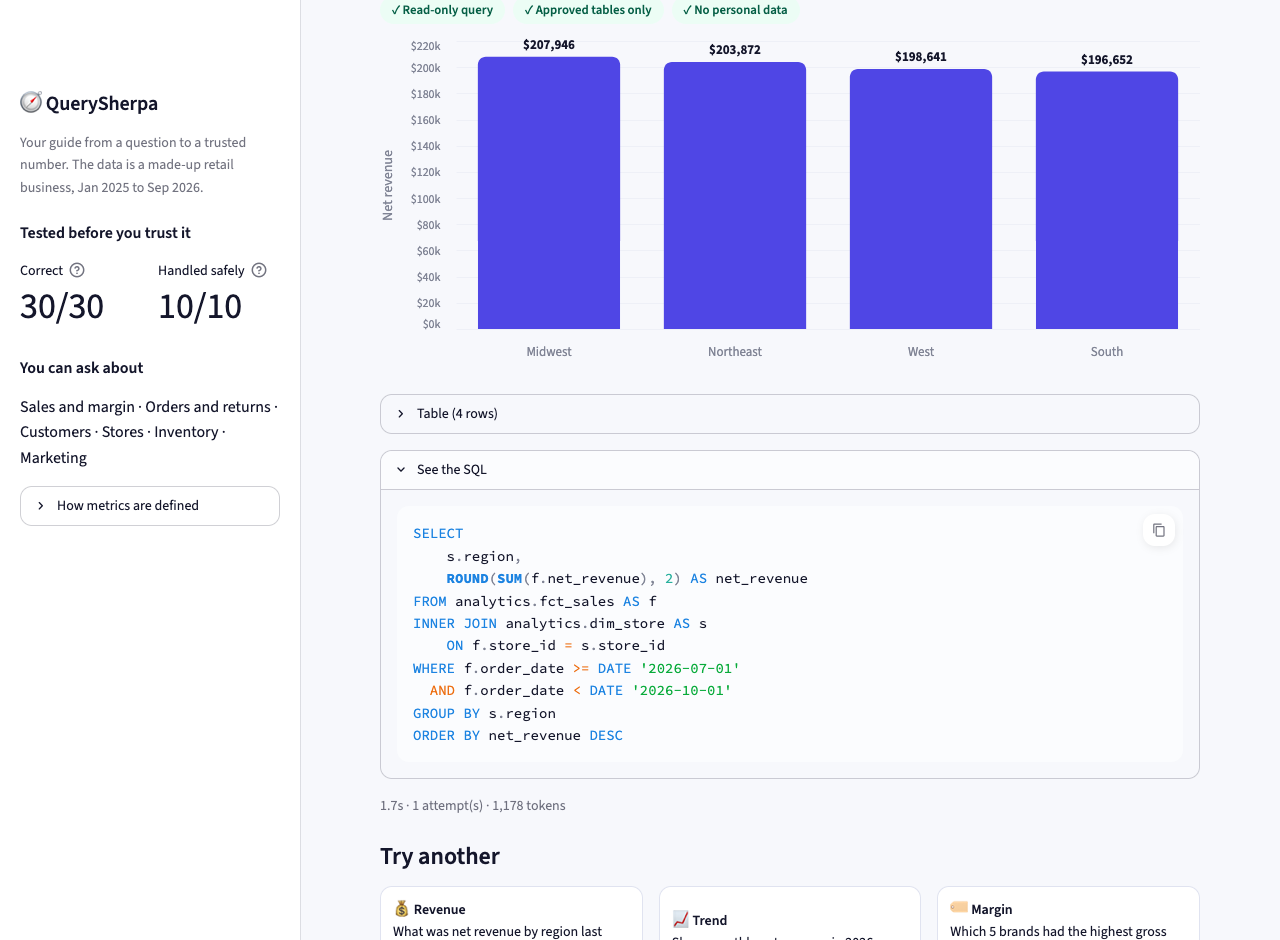 QuerySherpa
Your guide from a question to a trusted
number. The data is a made-up retail
business, Jan 2025 to Sep 2026.
Tested before you trust it
Correct
Handled safely
30/30
10/10
You can ask about
Sales and margin · Orders and returns ·
Customers · Stores · Inventory ·
Marketing
How metrics are defined
✓ Read-only query
✓ Approved tables only
✓ No personal data
Net revenue
$220k
$200k
$180k
$160k
$140k
$120k
$100k
$80k
$60k
$40k
$20k
$0k
$207,946
$203,872
$198,641
$196,652
Midwest
Northeast
West
South
Table (4 rows)
See the SQL
SELECT
    s.region,
    ROUND(SUM(f.net_revenue), 2) AS net_revenue
FROM analytics.fct_sales AS f
INNER JOIN analytics.dim_store AS s
    ON f.store_id = s.store_id
WHERE f.order_date >= DATE '2026-07-01'
  AND f.order_date < DATE '2026-10-01'
GROUP BY s.region
ORDER BY net_revenue DESC
1.7s · 1 attempt(s) · 1,178 tokens
Try another
Revenue
What was net revenue by region last
Trend
Margin
Which 5 brands had the highest gross